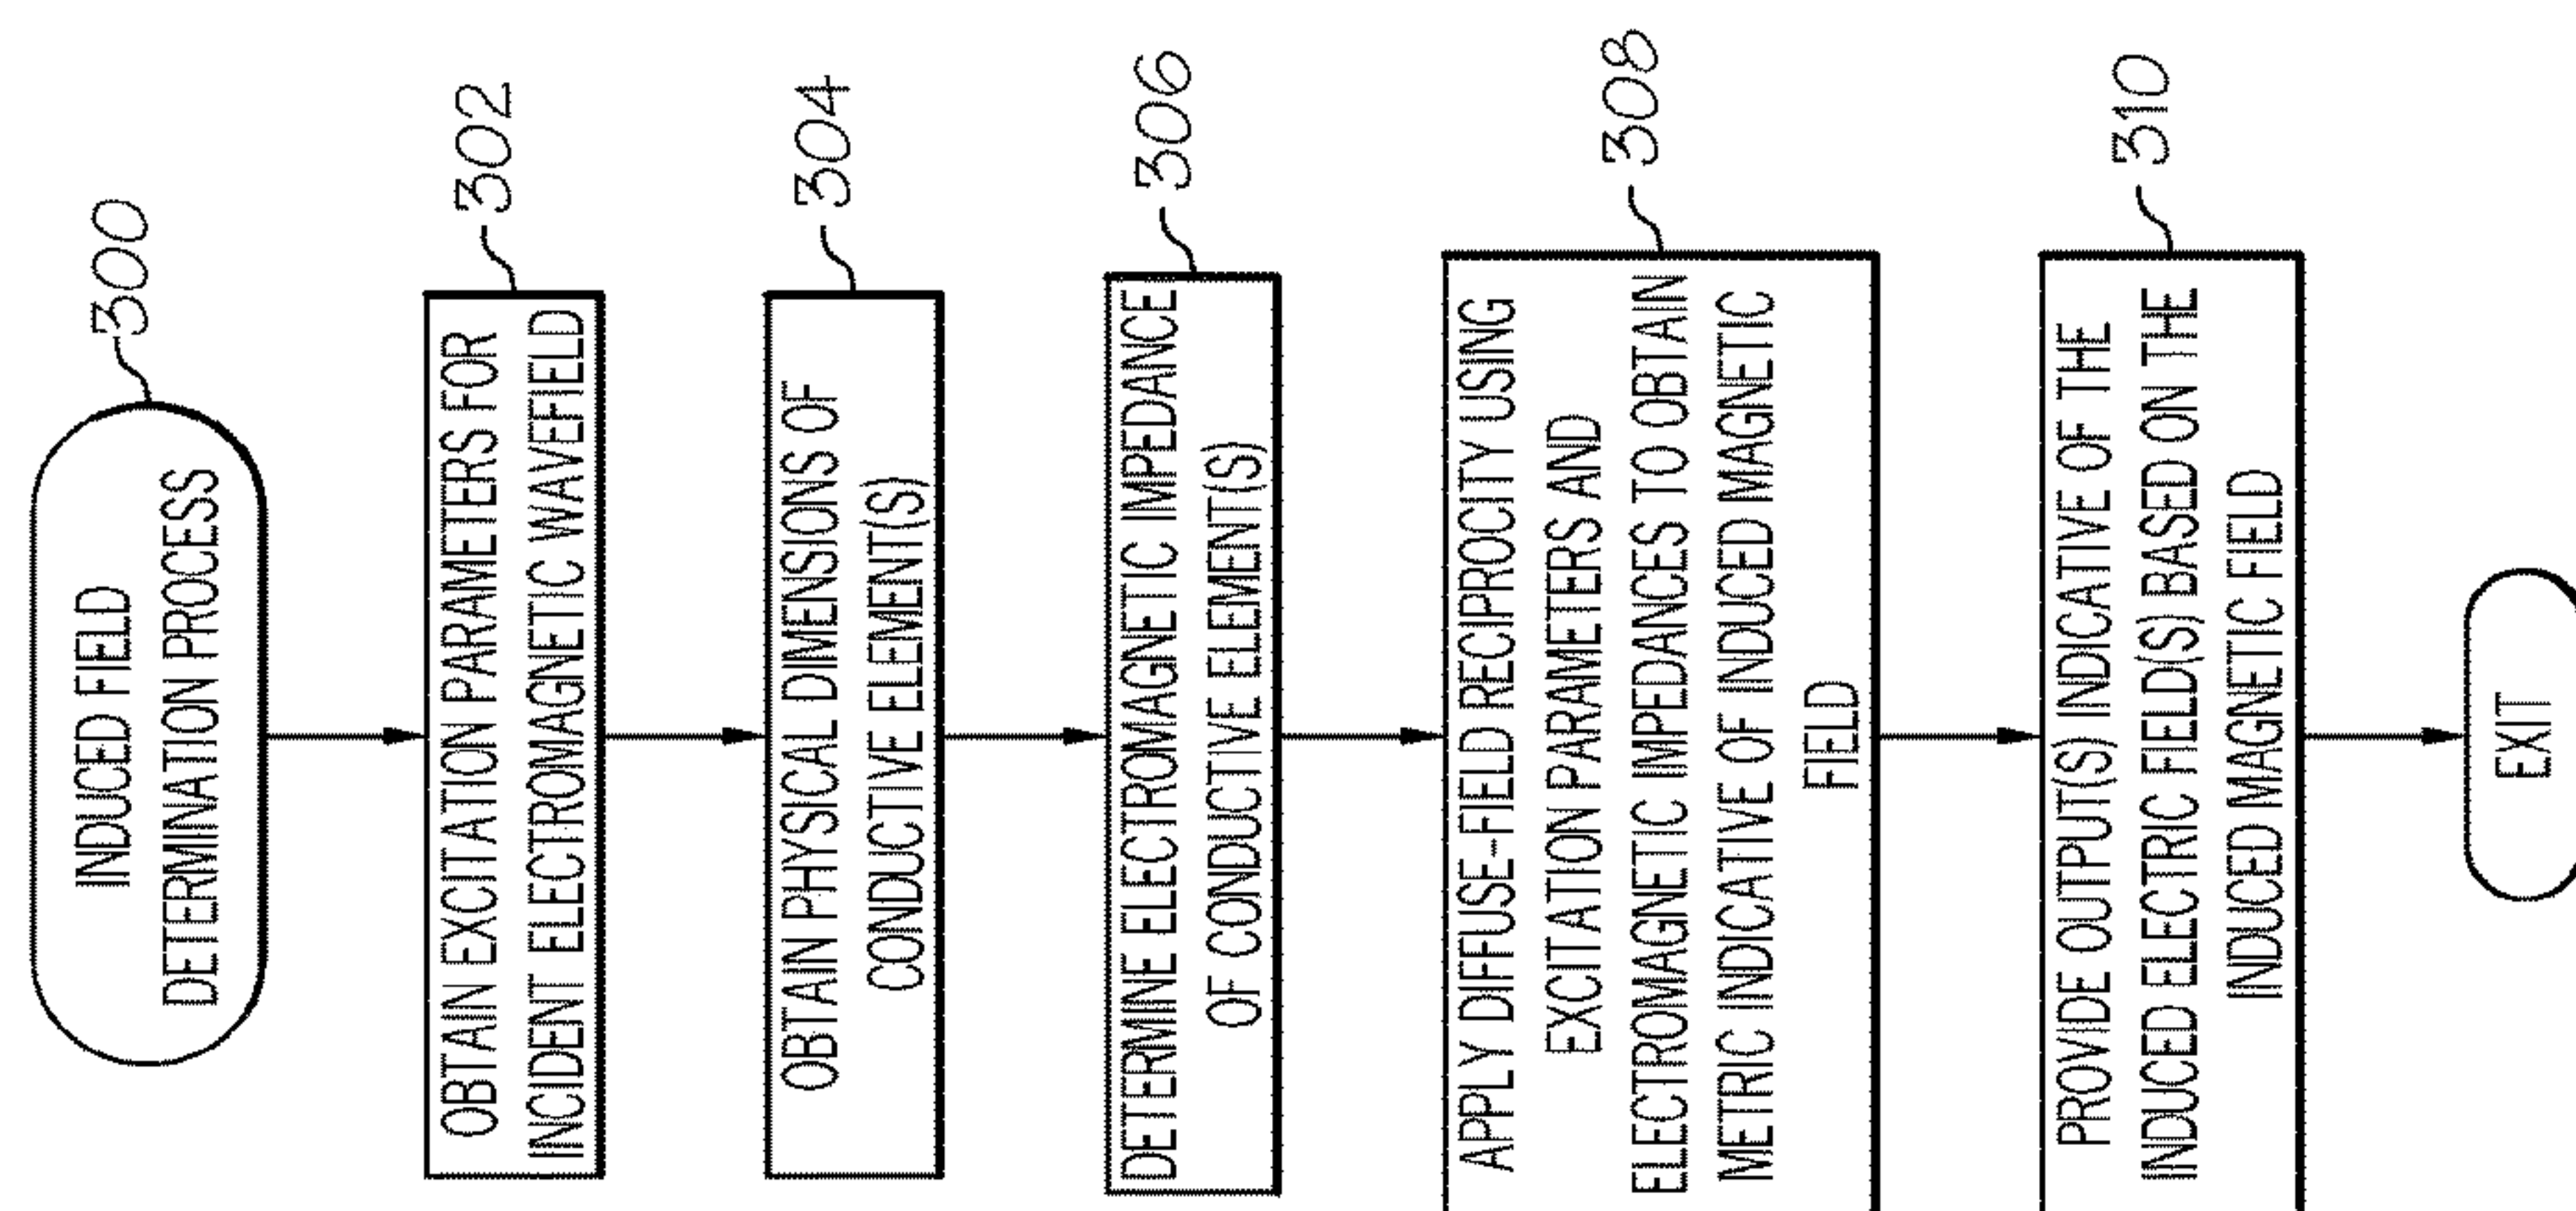 300
INDUCED FIELD
DETERMINATION PROCESS
302
OBTAIN EXCITATION PARAMETERS FOR
INCIDENT ELECTROMAGNETIC WAVEFIELD
304
OBTAIN PHYSICAL DIMENSIONS OF
CONDUCTIVE ELEMENT(S)
306
DETERMINE ELECTROMAGNETIC IMPEDANCE
OF CONDUCTIVE ELEMENT(S)
308
APPLY DIFFUSE-FIELD RECIPROCITY USING
EXCITATION PARAMETERS AND
ELECTROMAGNETIC IMPEDANCES TO OBTAIN
METRIC INDICATIVE OF INDUCED MAGNETIC
FIELD
310
PROVIDE OUTPUT(S) INDICATIVE OF THE
INDUCED ELECTRIC FIELD(S) BASED ON THE
INDUCED MAGNETIC FIELD
EXIT